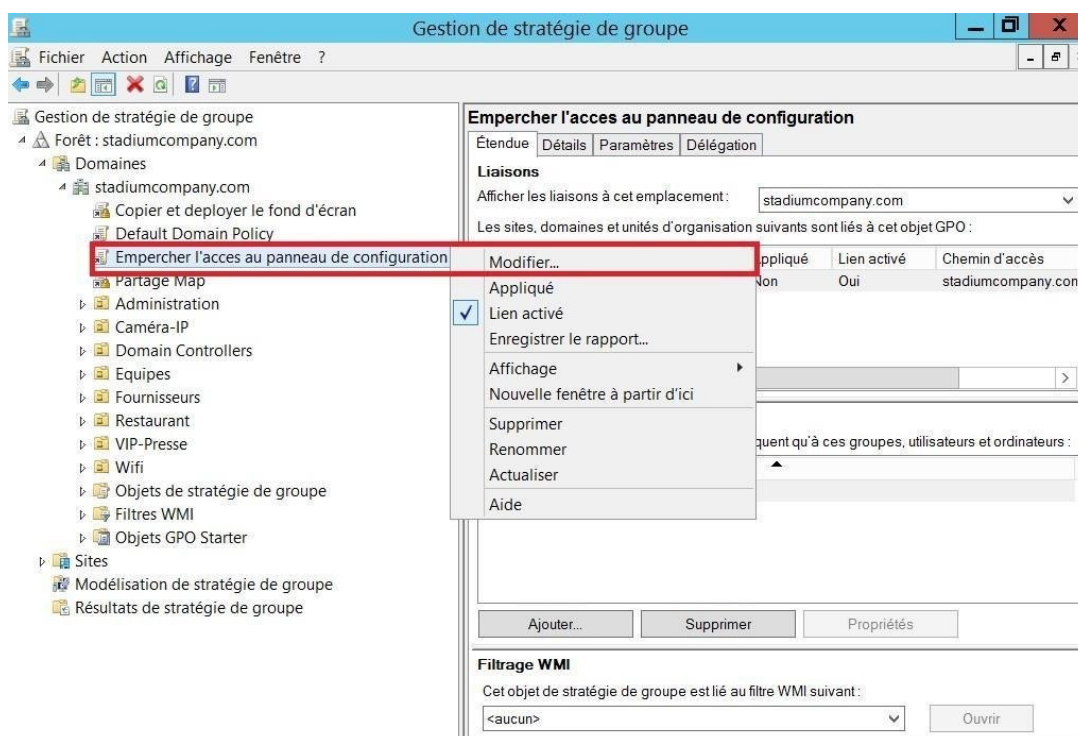 Gestion de stratégie de groupe
Fichier Action Affichage Fenêtre ?
Gestion de stratégie de groupe
Forêt : stadiumcompany.com
Domaines
stadiumcompany.com
Copier et deployer le fond d'écran
Default Domain Policy
Empercher l'acces au panneau de configuration
Partage Map
Administration
Caméra-IP
Domain Controllers
Equipes
Fournisseurs
Restaurant
VIP-Presse
Wifi
Objets de stratégie de groupe
Filtres WMI
Objets GPO Starter
Sites
Modélisation de stratégie de groupe
Résultats de stratégie de groupe
Modifier...
Appliqué
Lien activé
Enregistrer le rapport...
Affichage
Nouvelle fenêtre à partir d'ici
Supprimer
Renommer
Actualiser
Aide
Empercher l'acces au panneau de configuration
Étendue Détails Paramètres Délégation
Liaisons
Afficher les liaisons à cet emplacement : stadiumcompany.com
Les sites, domaines et unités d'organisation suivants sont liés à cet objet GPO :
Lien activé Chemin d'accès
Non Oui
à ces groupes, utilisateurs et ordinateurs :
Ajouter... Supprimer Propriétés
Filtrage WMI
Cet objet de stratégie de groupe est lié au filtre WMI suivant :
<aucun> Ouvrir